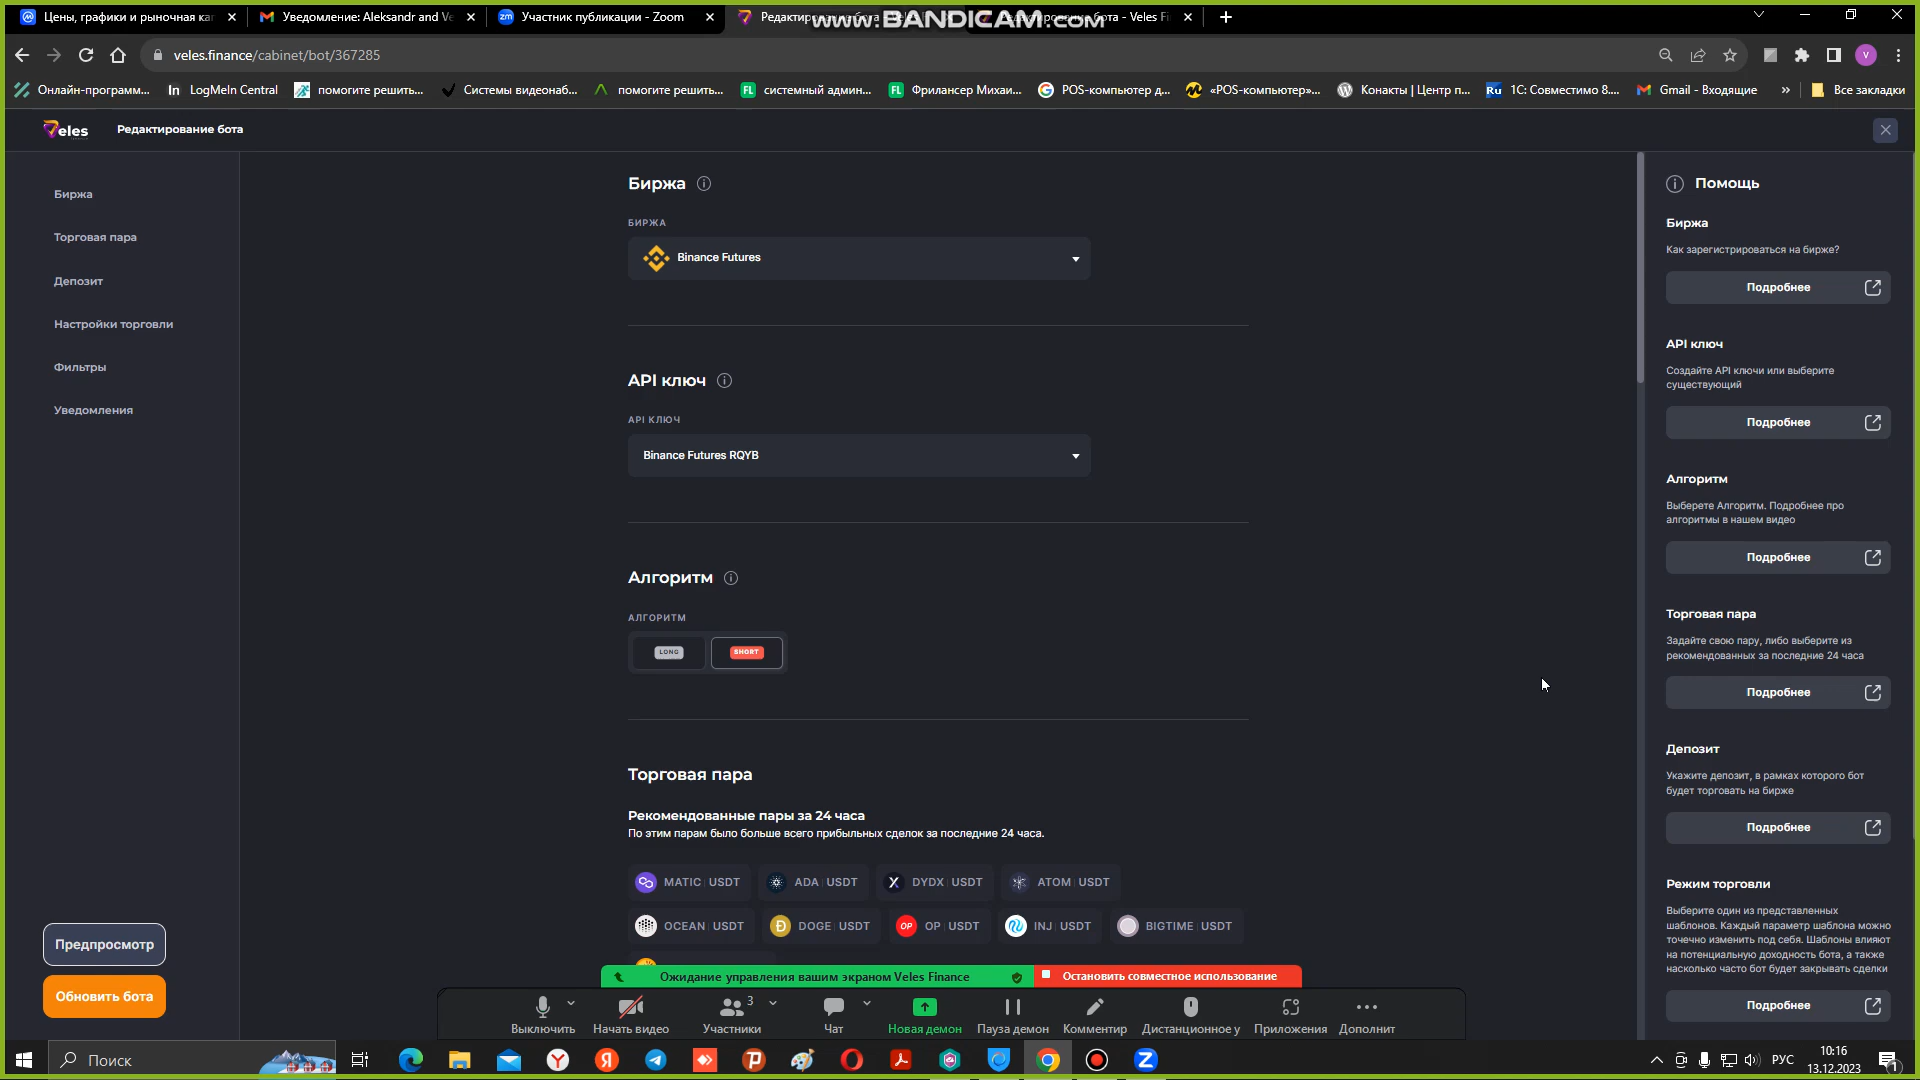 Цены, графики и рыночная кап
Уведомление: Aleksandr and Ve
Участник публикации - Zoom
www.BANDICAM.com
бота - Veles Fi
veles.finance/cabinet/bot/367285
Онлайн-программ...
LogMeIn Central
помогите решить...
Системы видеонаб...
помогите решить...
системный админ...
Фрилансер Михаи...
POS-компьютер д...
«POS-компьютер»...
Конакты | Центр п...
1С: Совместимо 8....
Gmail - Входящие
»
Все закладки
Veles
Редактирование бота
Биржа
Торговая пара
Депозит
Настройки торговли
Фильтры
Уведомления
Предпросмотр
Обновить бота
Биржа
БИРЖА
Binance Futures
API ключ
API КЛЮЧ
Binance Futures RQYB
Алгоритм
АЛГОРИТМ
LONG
SHORT
Торговая пара
Рекомендованные пары за 24 часа
По этим парам было больше всего прибыльных сделок за последние 24 часа.
MATIC | USDT
ADA | USDT
DYDX | USDT
ATOM | USDT
OCEAN | USDT
DOGE | USDT
OP | USDT
INJ | USDT
BIGTIME | USDT
Помощь
Биржа
Как зарегистрироваться на бирже?
Подробнее
API ключ
Создайте API ключи или выберите
существующий
Подробнее
Алгоритм
Выберете Алгоритм. Подробнее про
алгоритмы в нашем видео
Подробнее
Торговая пара
Задайте свою пару, либо выберите из
рекомендованных за последние 24 часа
Подробнее
Депозит
Укажите депозит, в рамках которого бот
будет торговать на бирже
Подробнее
Режим торговли
Выберите один из представленных
шаблонов. Каждый параметр шаблона можно
точечно изменить под себя. Шаблоны влияют
на потенциальную доходность бота, а также
насколько часто бот будет закрывать сделки
Подробнее
Ожидание управления вашим экраном Veles Finance
Остановить совместное использование
Выключить
Начать видео
3
Участники
Чат
Новая демон
Пауза демон
Комментир
Дистанционное у
Приложения
Дополнит
Поиск
РУС
10:16
13.12.2023
1